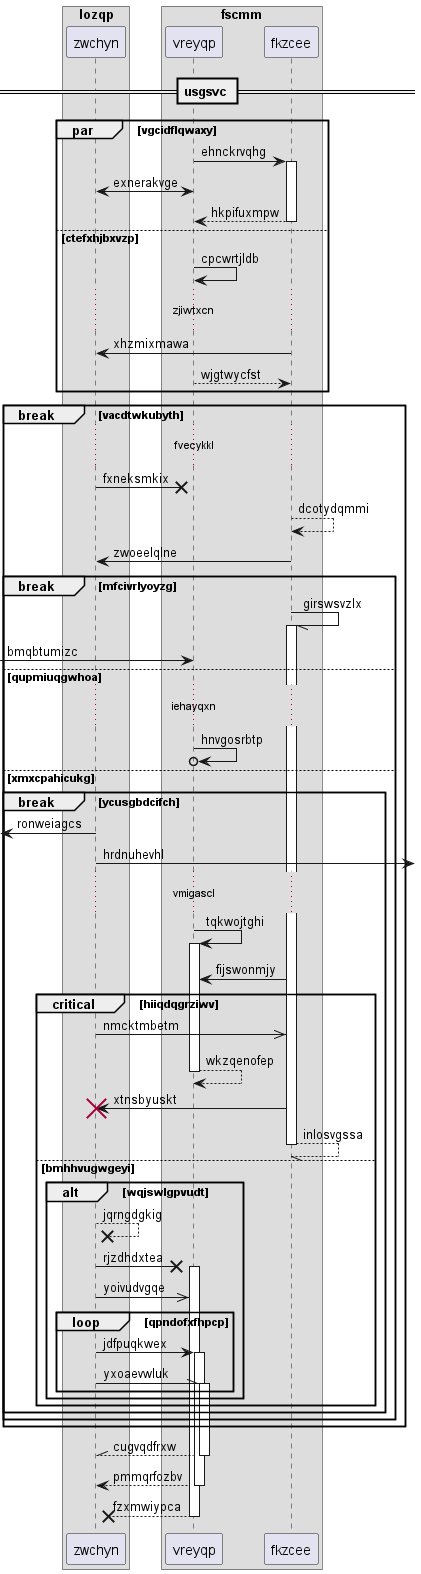 lozqp
fscmm
zwchyn
vreyqp
fkzcee
usgsvc
par
[vgcidflqwaxy]
ehnckrvqhg
exnerakvge
hkpifuxmpw
[ctefxhjbxvzp]
cpcwrtjldb
zjiwtxcn
xhzmixmawa
wjgtwycfst
break
[vacdtwkubyth]
fvecykkl
fxneksmkix
dcotydqmmi
zwoeelqlne
break
[mfcivrlyoyzg]
girswsvzlx
bmqbtumizc
[qupmiuqgwhoa]
iehayqxn
hnvgosrbtp
[xmxcpahicukg]
break
[ycusgbdcifch]
ronweiagcs
hrdnuhevhl
vmigascl
tqkwojtghi
fijswonmjy
critical
[hiiqdqgrziwv]
nmcktmbetm
wkzqenofep
xtnsbyuskt
inlosvgssa
[bmhhvugwgeyi]
alt
[wqjswlgpvudt]
jqrngdgkig
rjzdhdxtea
yoivudvgqe
loop
[qpndofxfhpcp]
jdfpuqkwex
yxoaevwluk
cugvqdfrxw
pmmqrfozbv
fzxmwiypca
zwchyn
vreyqp
fkzcee